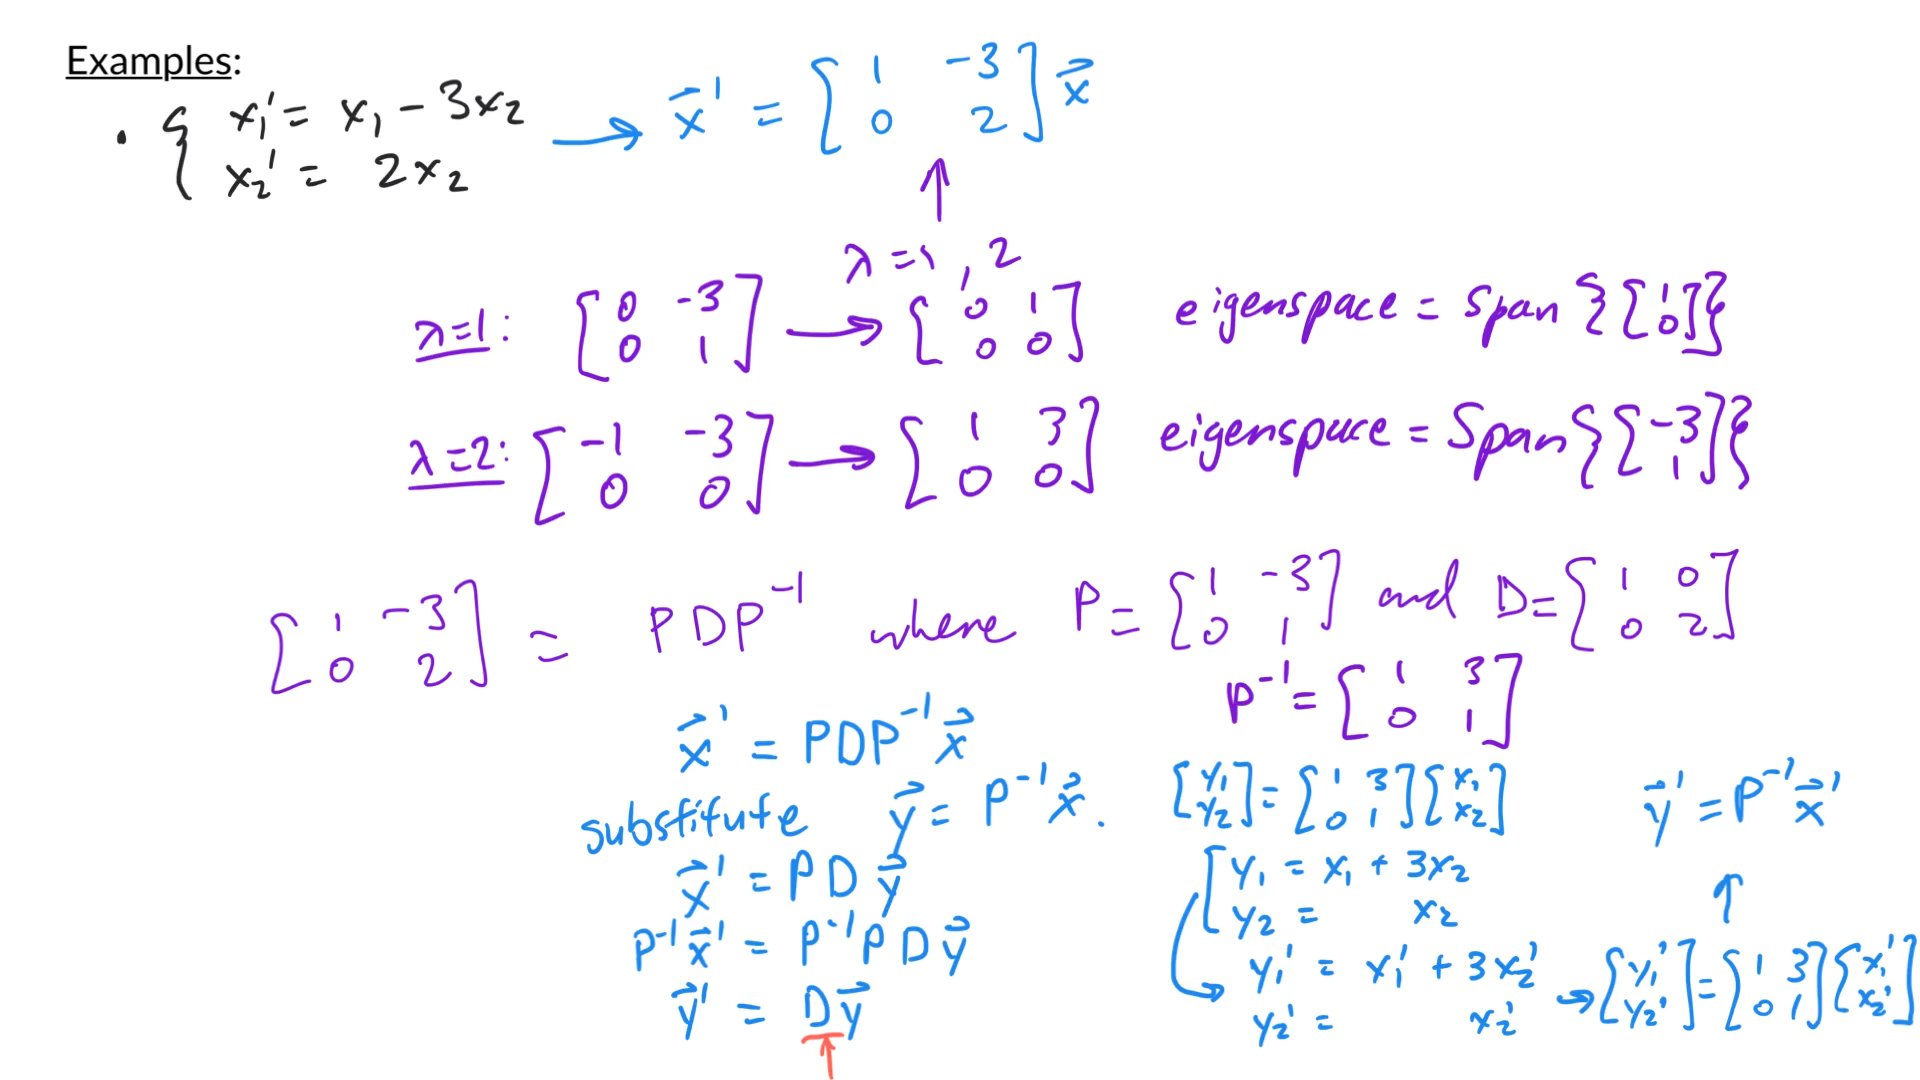 Examples:
• { x₁' = x₁ - 3x₂
x₂' = 2x₂
→ x⃗' = [1 -3; 0 2] x⃗
↑
λ = 1, 2
λ=1: [0 -3; 0 1] → [0 1; 0 0] eigenspace = Span {[1; 0]}
λ=2: [-1 -3; 0 0] → [1 3; 0 0] eigenspace = Span {[-3; 1]}
[1 -3; 0 2] = PDP⁻¹ where P = [1 -3; 0 1] and D = [1 0; 0 2]
P⁻¹ = [1 3; 0 1]
x⃗' = PDP⁻¹x⃗
substitute y⃗ = P⁻¹x⃗.
x⃗' = PDy⃗
P⁻¹x⃗' = P⁻¹PDy⃗
y⃗' = Dy⃗
↑
[y₁; y₂] = [1 3; 0 1][x₁; x₂]
y₁ = x₁ + 3x₂
y₂ = x₂
y₁' = x₁' + 3x₂'
y₂' = x₂'
→ [y₁'; y₂'] = [1 3; 0 1][x₁'; x₂']
↑
y⃗' = P⁻¹x⃗'